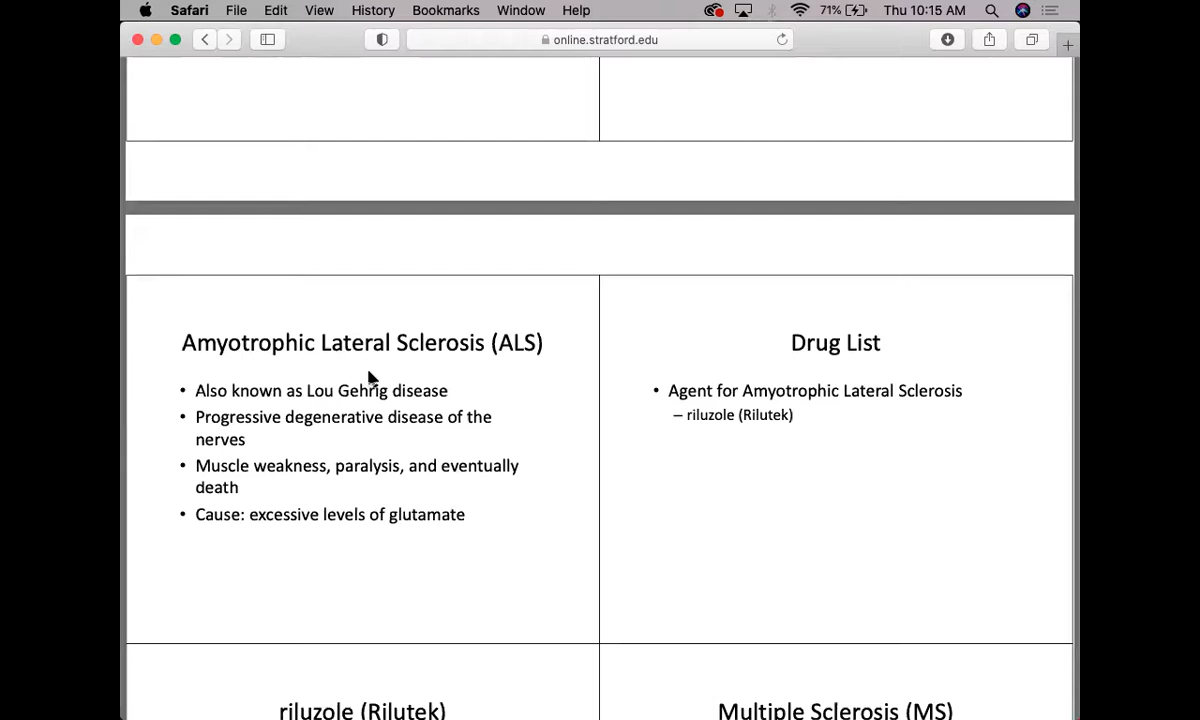 Safari File Edit View History Bookmarks Window Help 71% Thu 10:15 AM
online.stratford.edu
Amyotrophic Lateral Sclerosis (ALS)
• Also known as Lou Gehrig disease
• Progressive degenerative disease of the
nerves
• Muscle weakness, paralysis, and eventually
death
• Cause: excessive levels of glutamate
Drug List
• Agent for Amyotrophic Lateral Sclerosis
– riluzole (Rilutek)
riluzole (Rilutek)
Multiple Sclerosis (MS)